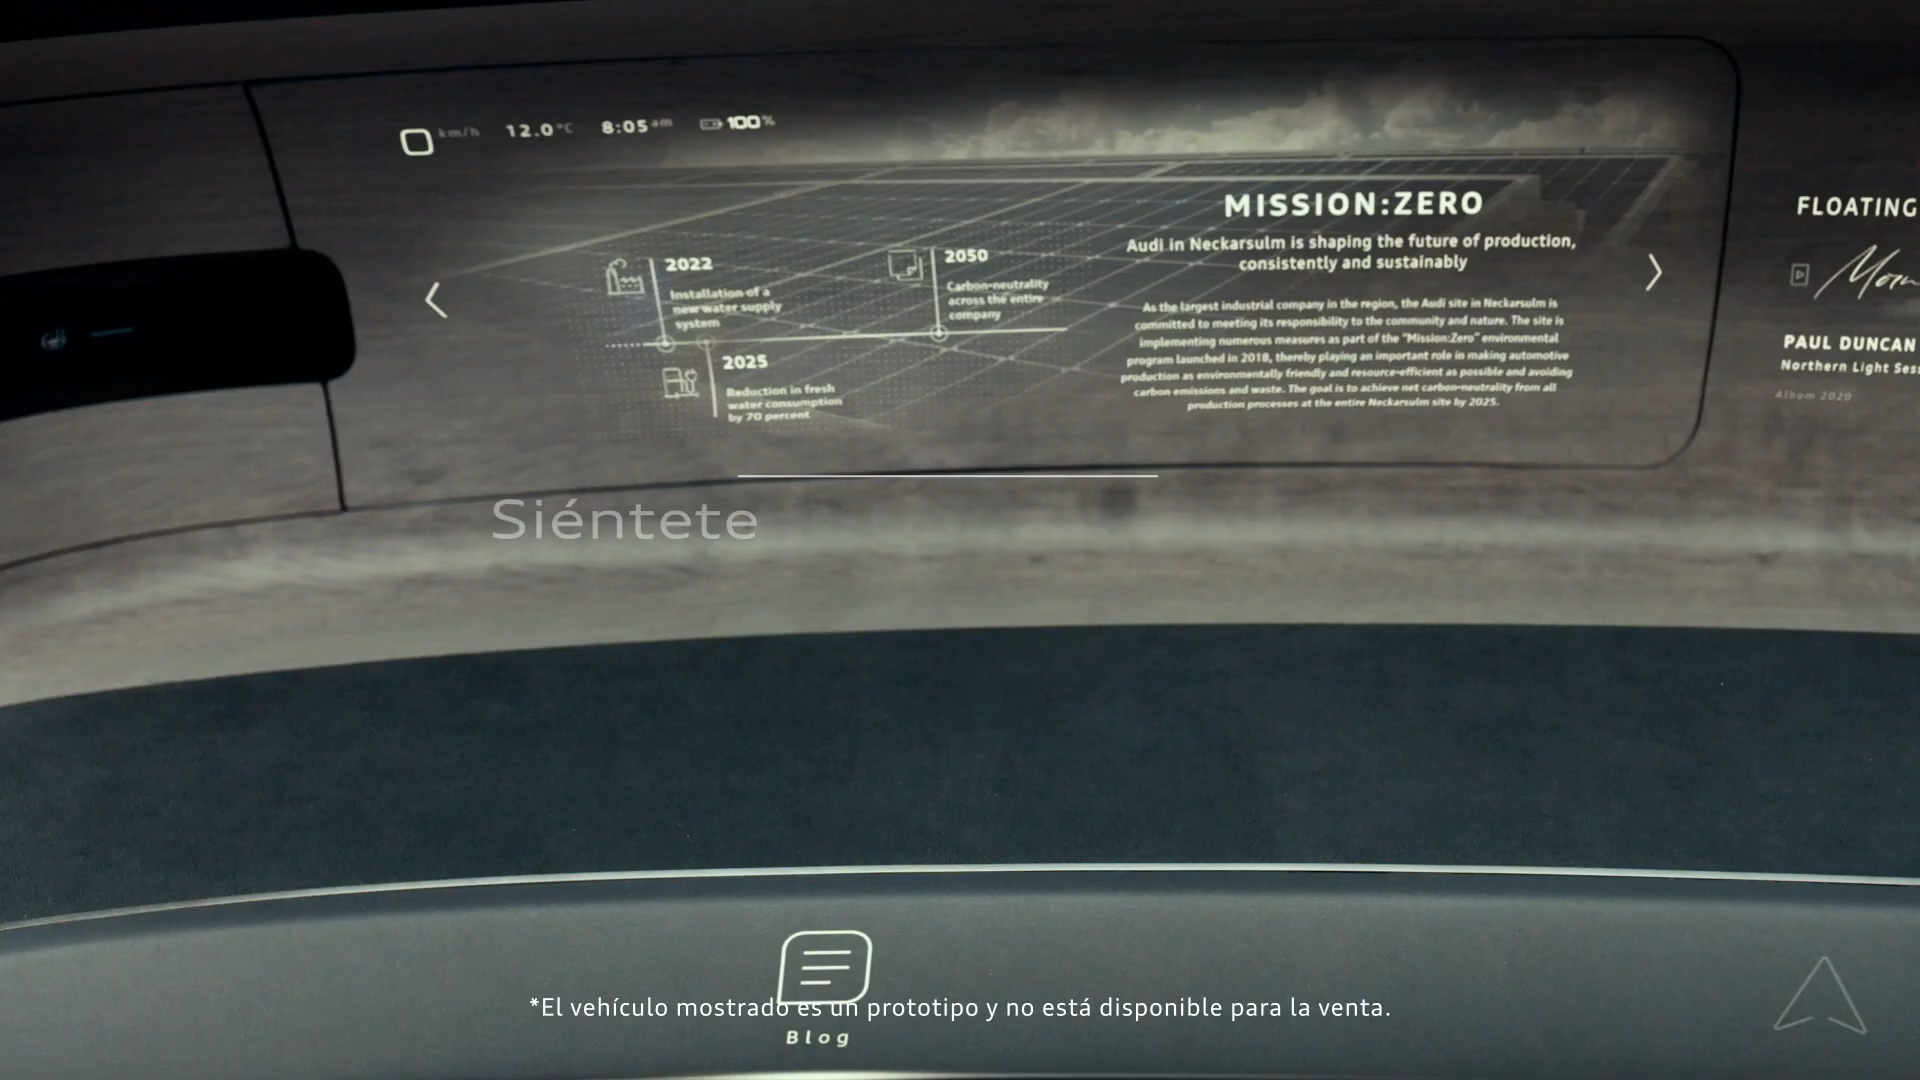 km/h 12.0°C 8:05am 100%
MISSION:ZERO
Audi in Neckarsulm is shaping the future of production,
consistently and sustainably
As the largest industrial company in the region, the Audi site in Neckarsulm is
committed to meeting its responsibility to the community and nature. The site is
implementing numerous measures as part of the "Mission:Zero" environmental
program launched in 2018, thereby playing an important role in making automotive
production as environmentally friendly and resource-efficient as possible and avoiding
carbon emissions and waste. The goal is to achieve net carbon-neutrality from all
production processes at the entire Neckarsulm site by 2025.
2022
Installation of a
new water supply
system
2050
Carbon-neutrality
across the entire
company
2025
Reduction in fresh
water consumption
by 70 percent
FLOATING
PAUL DUNCAN
Northern Light Sess
Album 2020
Siéntete
*El vehículo mostrado es un prototipo y no está disponible para la venta.
Blog